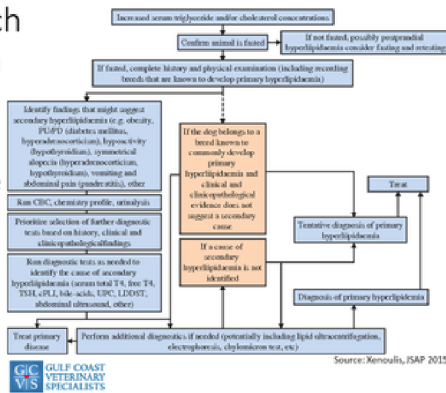 ch
Increased serum triglyceride and/or cholesterol concentrations
Confirm animal is fasted
If not fasted, possibly postprandial
hyperlipidaemia consider fasting and retesting
If fasted, complete history and physical examination (including recording
breeds that are known to develop primary hyperlipidaemia)
Identify findings that might suggest
secondary hyperlipidaemia (e.g. obesity,
PU/PD (diabetes mellitus,
hyperadenocorticism), hypoactivity
(hypothyroidism), symmetrical
alopecia (hyperadenocorticism,
hypothyroidism), vomiting and
abdominal pain (pancreatitis), other
Run CBC, chemistry profile, urinalysis
Prioritize selection of further diagnostic
tests based on history, clinical and
clinicopathologicalfindings
Run diagnostic tests as needed to
identify the cause of secondary
hyperlipidaemia (serum total T4, free T4,
TSH, cPLI, bile-acids, UPC, LDDST,
abdominal ultrasound, other)
Treat primary
disease
If the dog belongs to a
breed known to
commonly develop
primary
hyperlipidaemia and
clinical and
clinicopathological
evidence does not
suggest a secondary
cause
If a cause of
secondary
hyperlipidaemia is not
identified
Treat
Tentative diagnosis of primary
hyperlipidaemia
Diagnosis of primary hyperlipidemia
Perform additional diagnostics if needed (potentially including lipid ultracentrifugation,
electrophoresis, chylomicron test, etc)
Source: Xenoulis, JSAP 2015
GCVS
GULF COAST
VETERINARY
SPECIALISTS